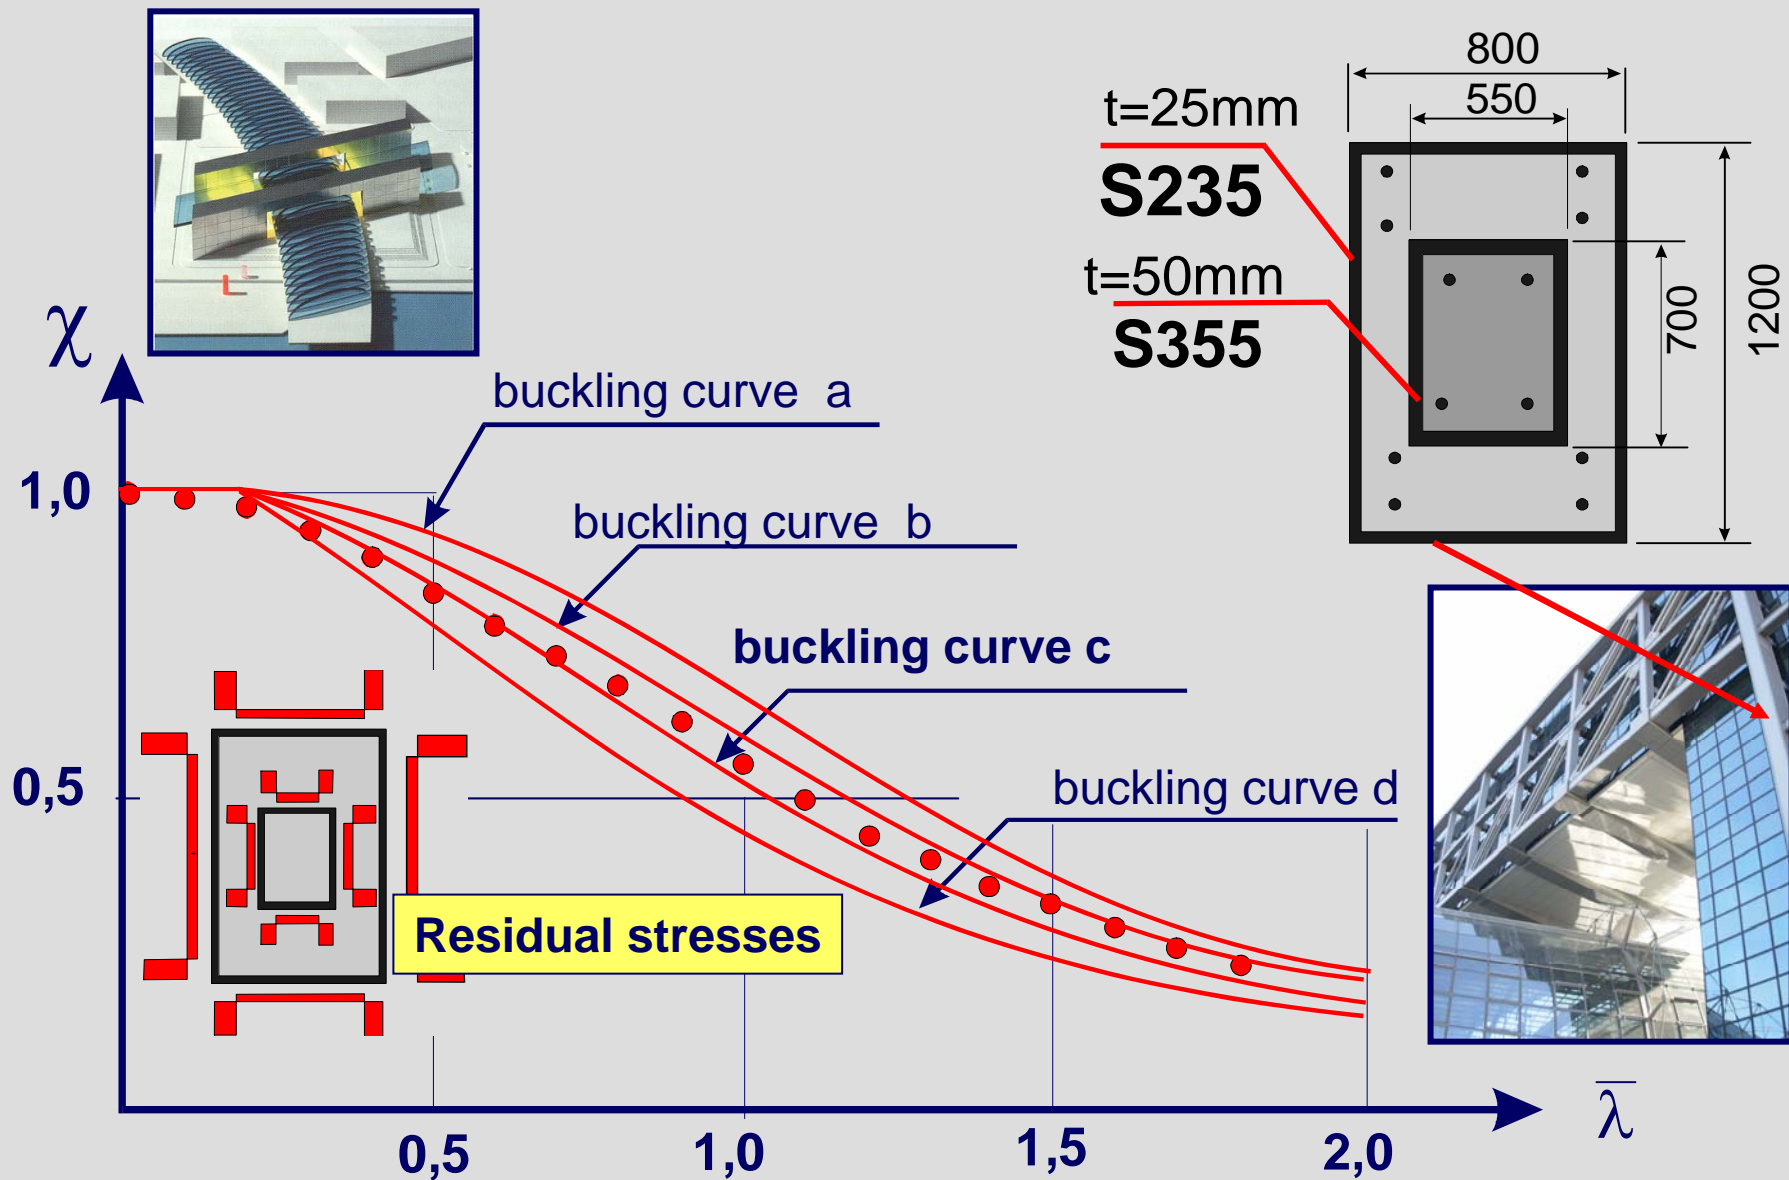 800
550
t=25mm
S235
t=50mm
S355
700
1200
χ
buckling curve a
1,0
buckling curve b
buckling curve c
0,5
buckling curve d
Residual stresses
λ̅
0,5
1,0
1,5
2,0